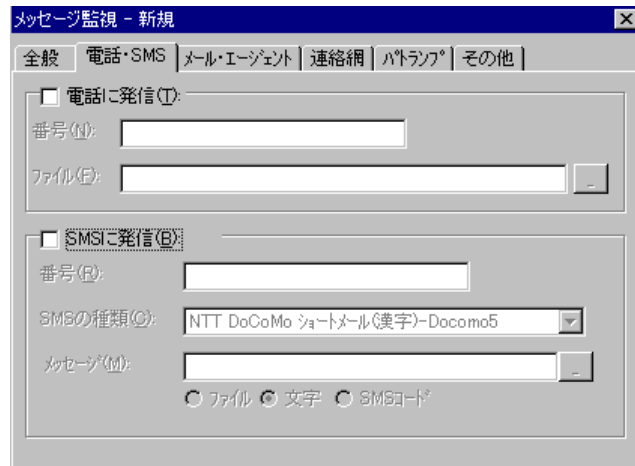 メッセージ監視 - 新規
全般 電話・SMS メール・エージェント 連絡網 パトランプ その他
電話に発信(T):
番号(N):
ファイル(F):
SMSに発信(B):
番号(R):
SMSの種類(C): NTT DoCoMo ショートメール(漢字)-Docomo5
メッセージ(M):
ファイル 文字 SMSコード